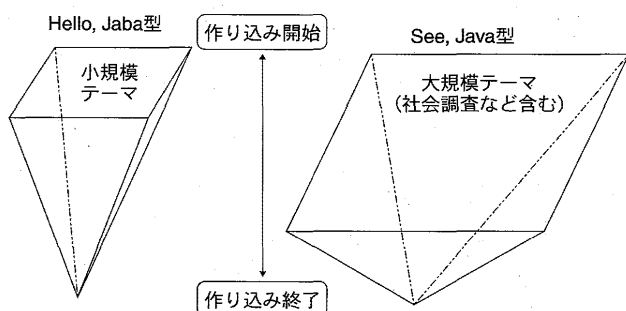 Hello, Jaba型
作り込み開始
See, Java型
小規模
テーマ
大規模テーマ
(社会調査など含む)
作り込み終了